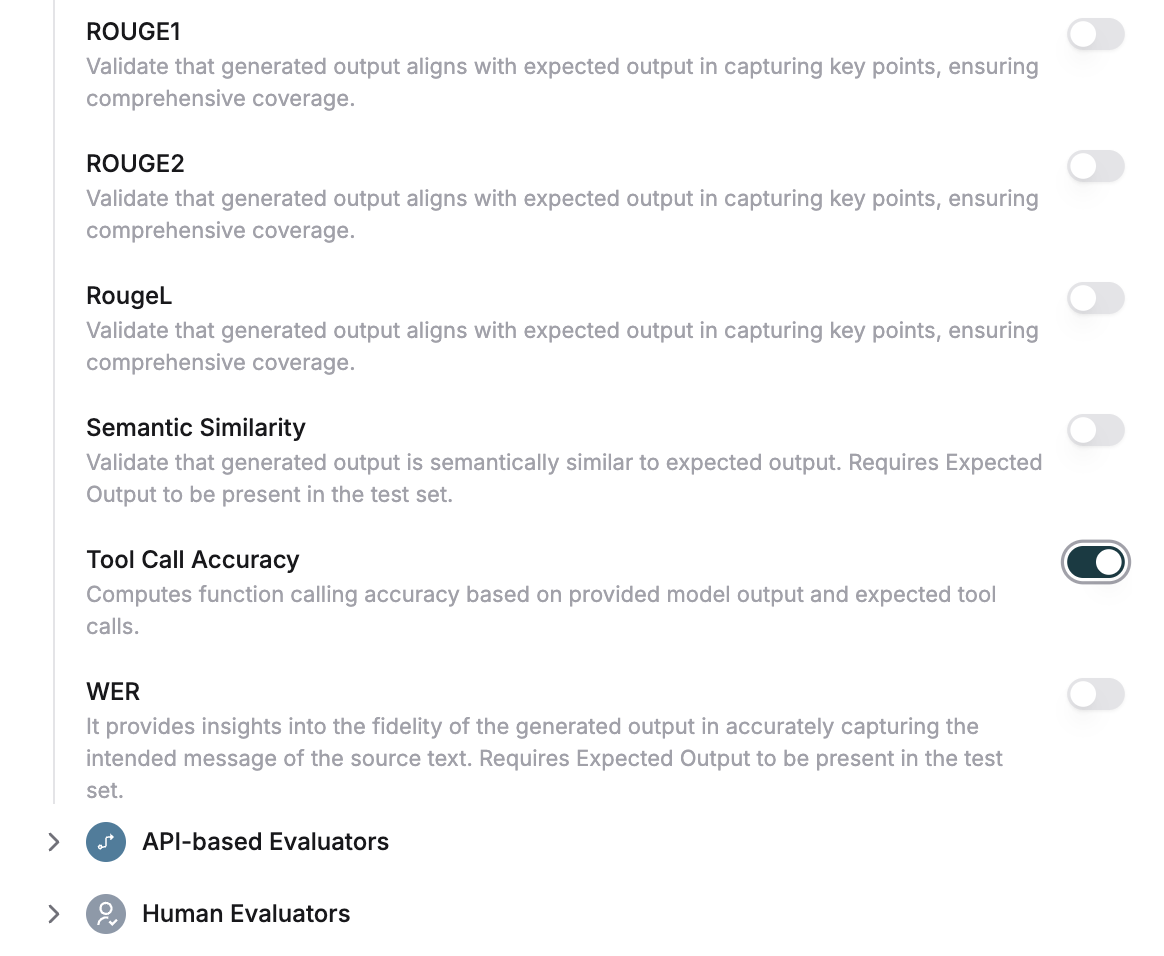 ROUGE1
Validate that generated output aligns with expected output in capturing key points, ensuring
comprehensive coverage.
ROUGE2
Validate that generated output aligns with expected output in capturing key points, ensuring
comprehensive coverage.
RougeL
Validate that generated output aligns with expected output in capturing key points, ensuring
comprehensive coverage.
Semantic Similarity
Validate that generated output is semantically similar to expected output. Requires Expected
Output to be present in the test set.
Tool Call Accuracy
Computes function calling accuracy based on provided model output and expected tool
calls.
WER
It provides insights into the fidelity of the generated output in accurately capturing the
intended message of the source text. Requires Expected Output to be present in the test
set.
API-based Evaluators
Human Evaluators